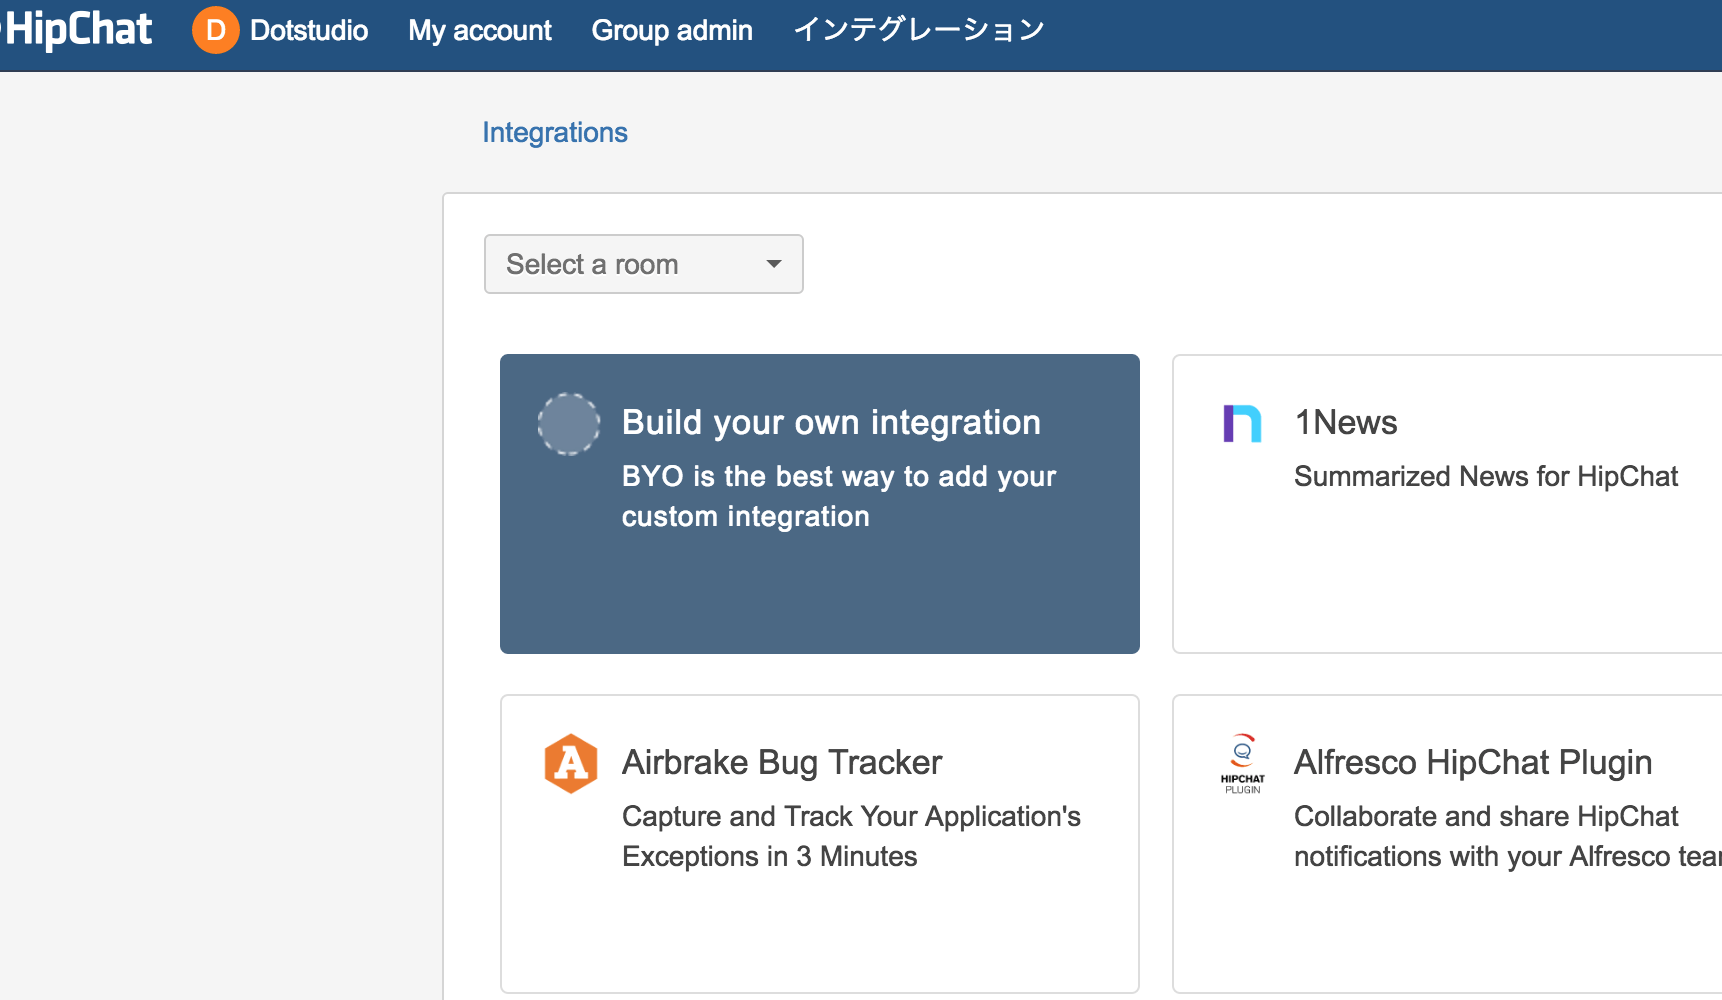 HipChat D Dotstudio My account Group admin インテグレーション
Integrations
Select a room
Build your own integration
BYO is the best way to add your
custom integration
1News
Summarized News for HipChat
A Airbrake Bug Tracker
Capture and Track Your Application's
Exceptions in 3 Minutes
HIPCHAT
PLUGIN
Alfresco HipChat Plugin
Collaborate and share HipChat
notifications with your Alfresco